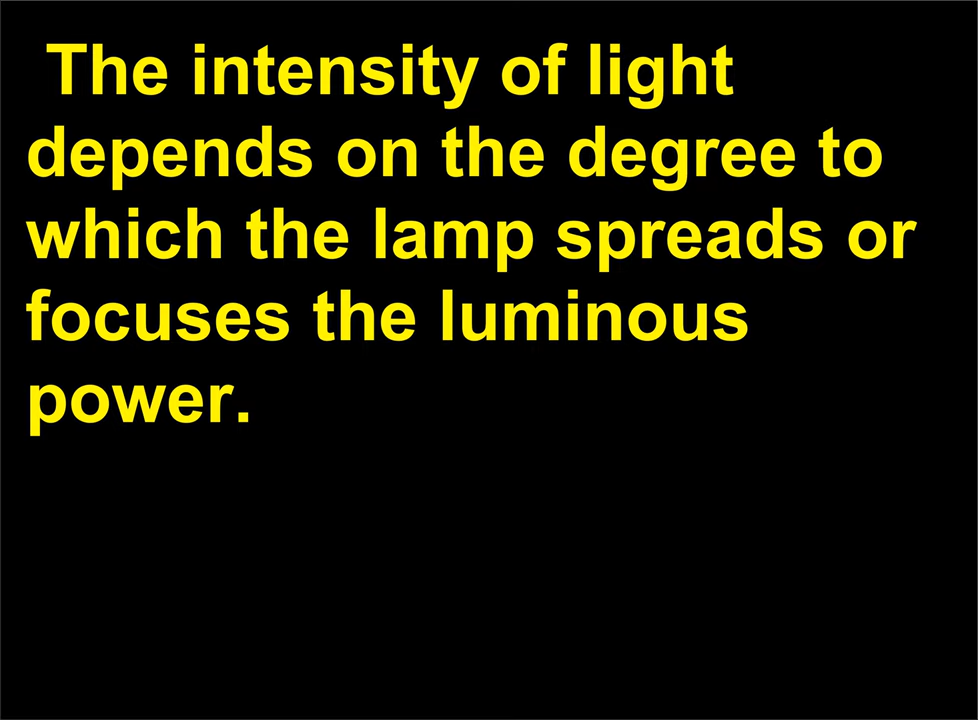 The intensity of light
depends on the degree to
which the lamp spreads or
focuses the luminous
power.